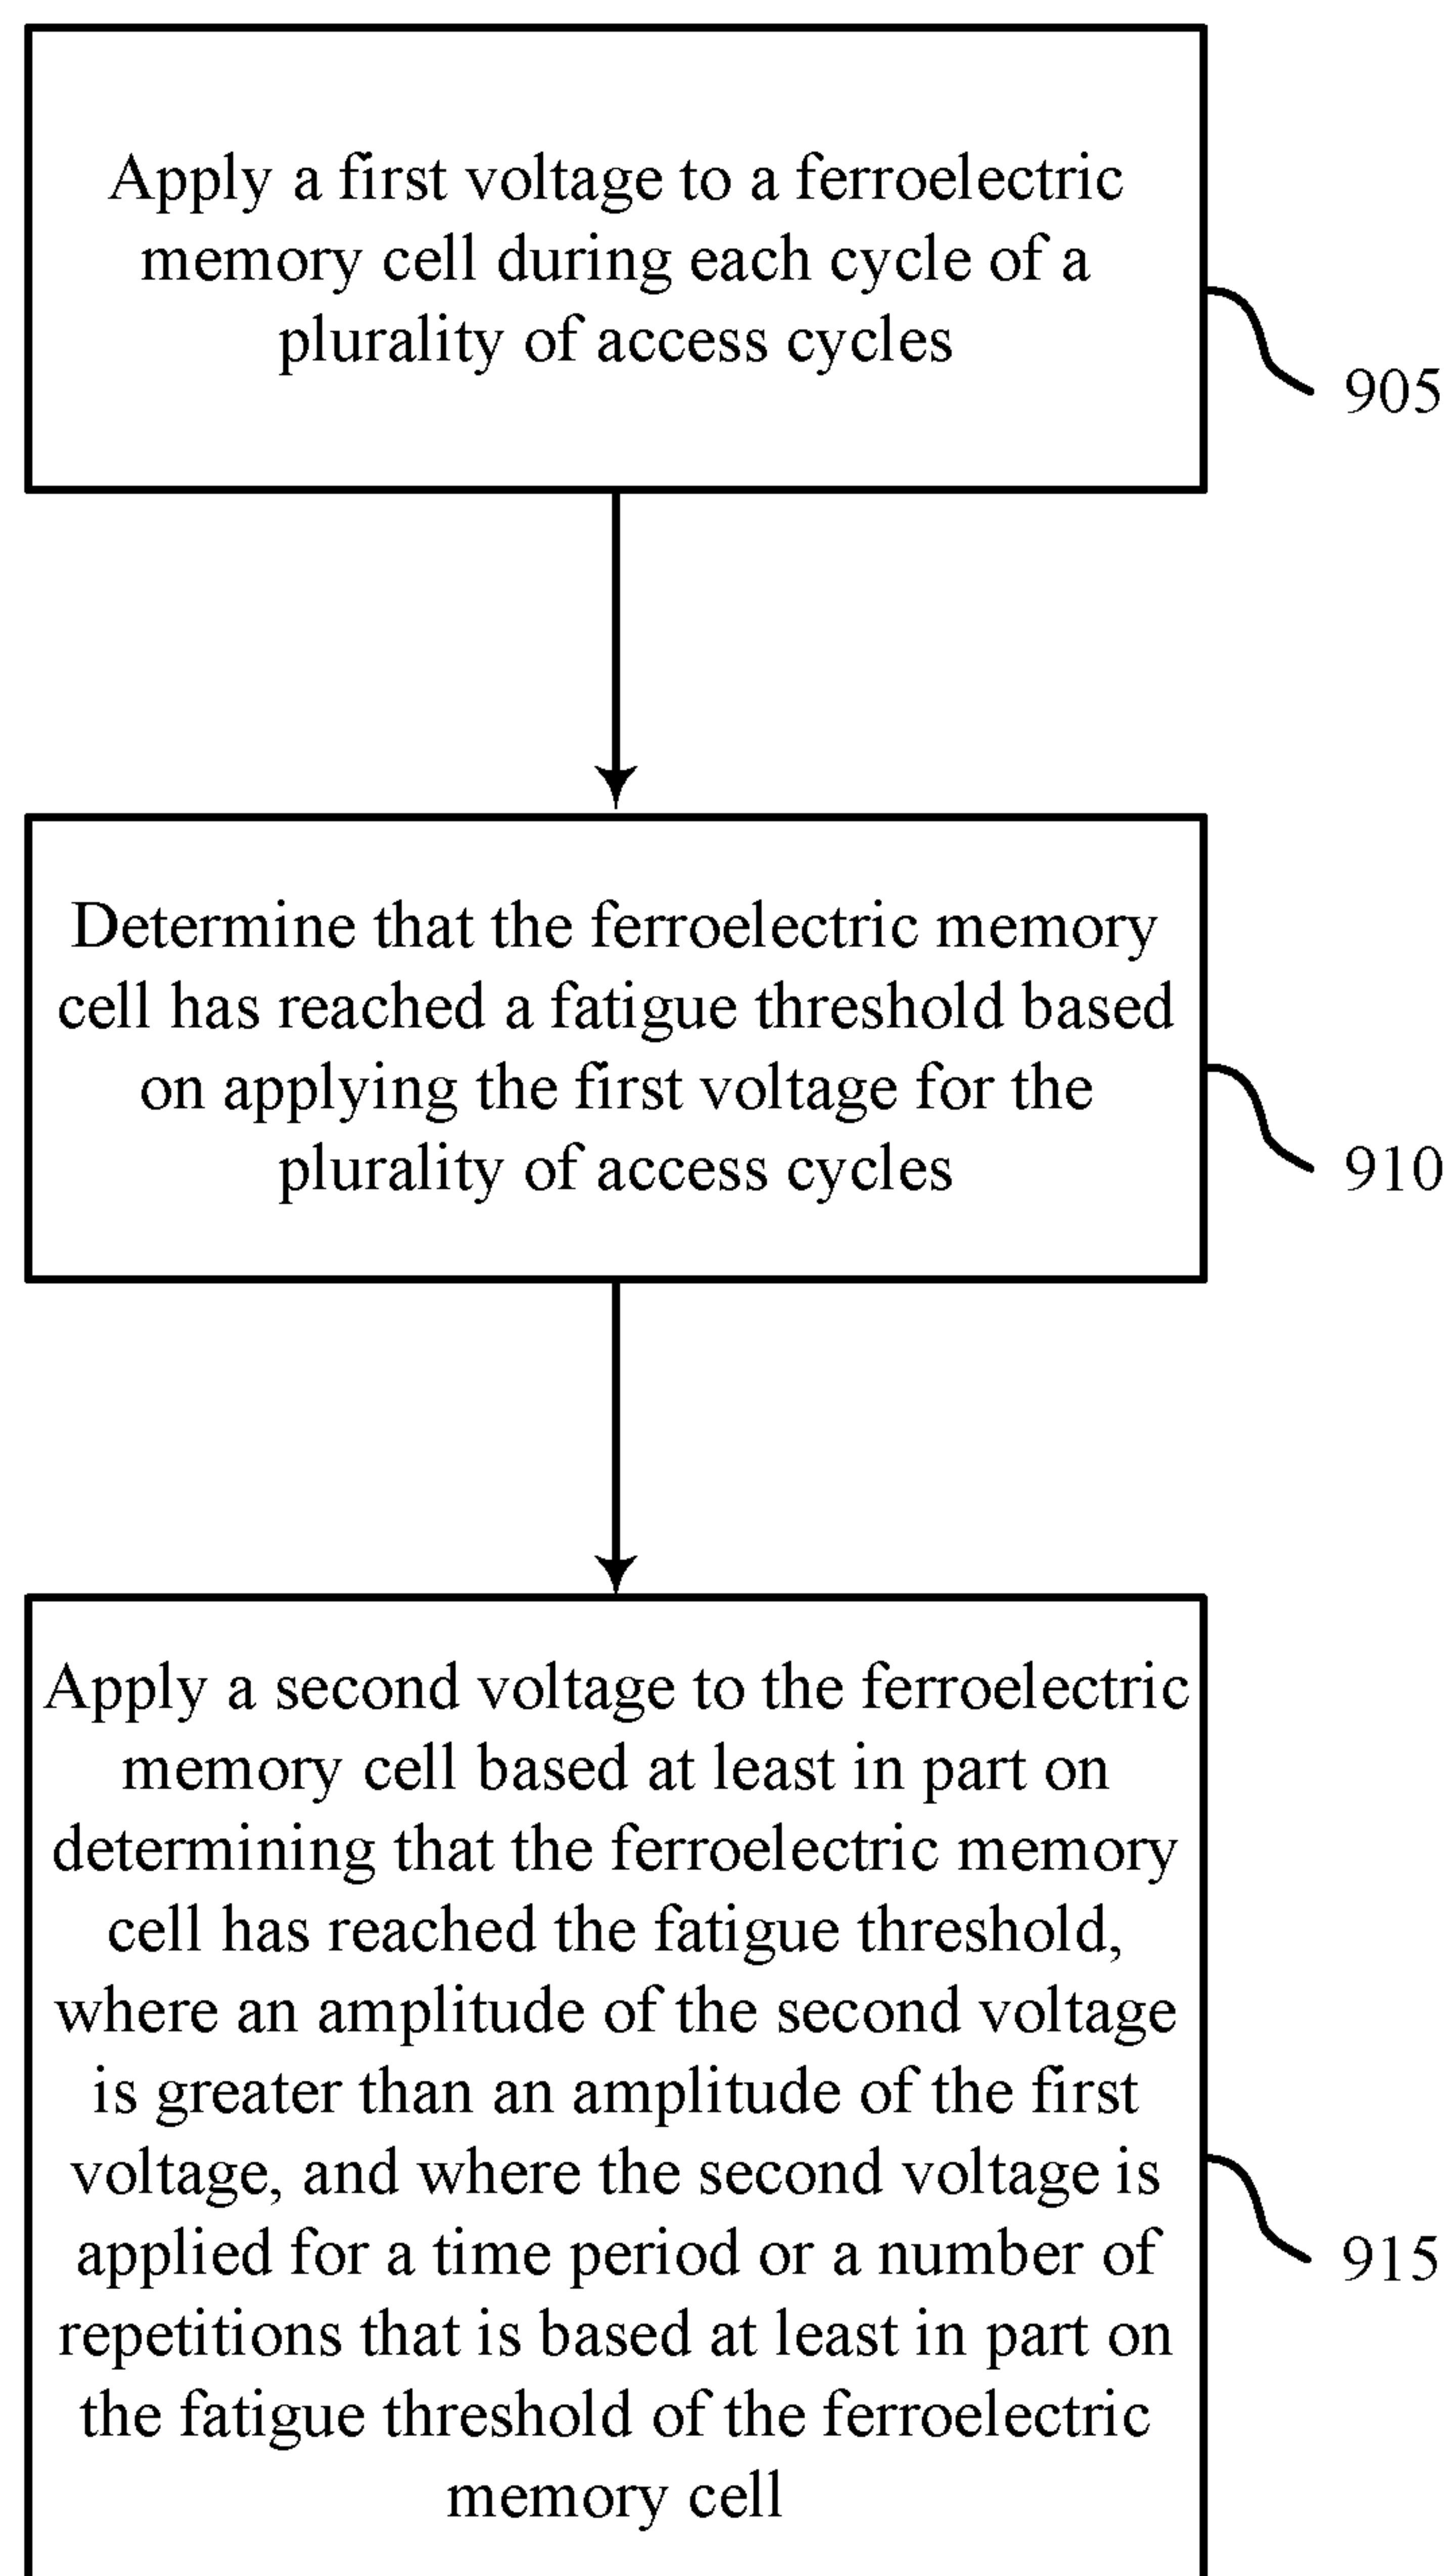 Apply a first voltage to a ferroelectric
memory cell during each cycle of a
plurality of access cycles
905
Determine that the ferroelectric memory
cell has reached a fatigue threshold based
on applying the first voltage for the
plurality of access cycles
910
Apply a second voltage to the ferroelectric
memory cell based at least in part on
determining that the ferroelectric memory
cell has reached the fatigue threshold,
where an amplitude of the second voltage
is greater than an amplitude of the first
voltage, and where the second voltage is
applied for a time period or a number of
repetitions that is based at least in part on
the fatigue threshold of the ferroelectric
memory cell
915